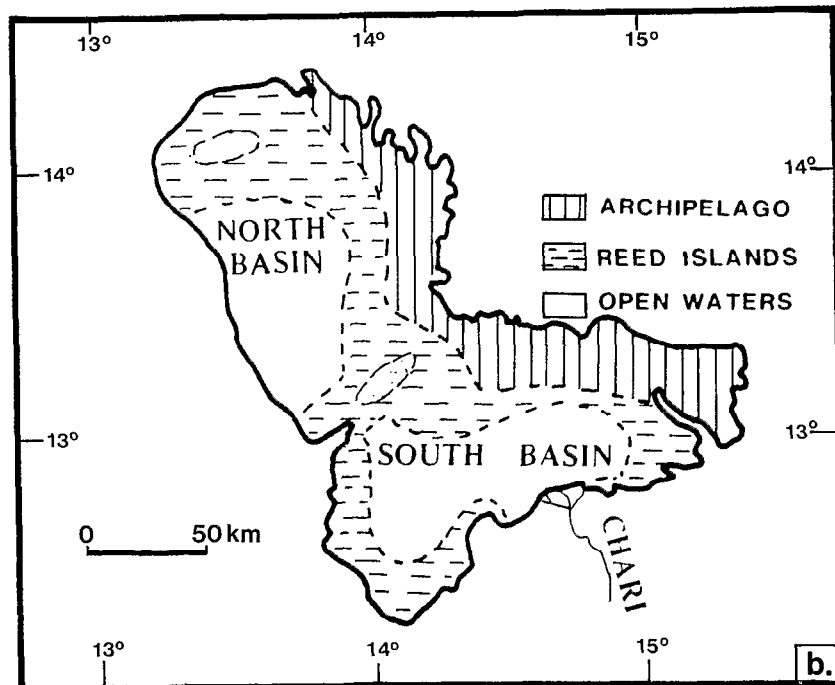 13° 14° 15°
14° 14°
ARCHIPELAGO
NORTH
BASIN
REED ISLANDS
OPEN WATERS
13° 13°
SOUTH BASIN
0 50 km
CHARI
13° 14° 15°
b.